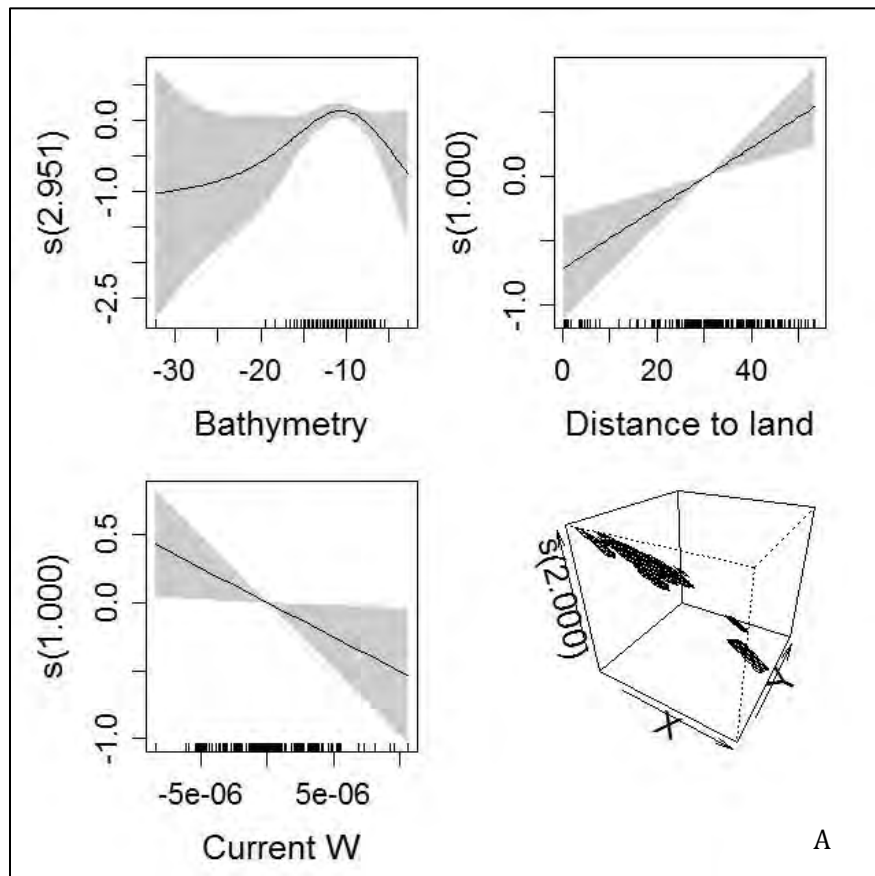 s(2.951)
0.0
-1.0
-2.5
-30 -20 -10
Bathymetry
s(1.000)
0.0
-1.0
0 20 40
Distance to land
s(1.000)
0.5
0.0
-1.0
-5e-06 5e-06
Current W
s(2.000)
X
Y
A